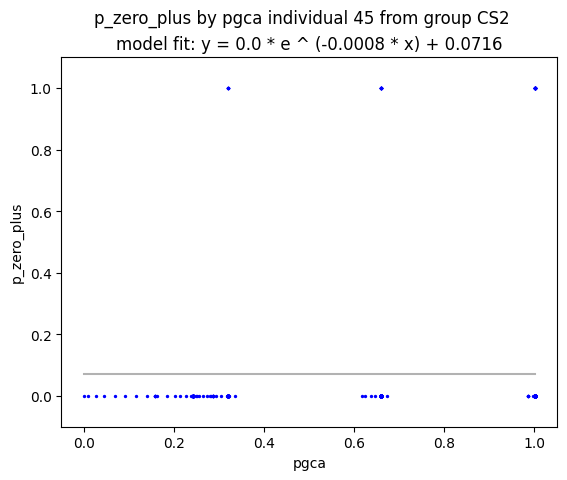 p_zero_plus by pgca individual 45 from group CS2
model fit: y = 0.0 * e ^ (-0.0008 * x) + 0.0716
1.0
0.8
0.6
0.4
0.2
0.0
p_zero_plus
0.0 0.2 0.4 0.6 0.8 1.0
pgca